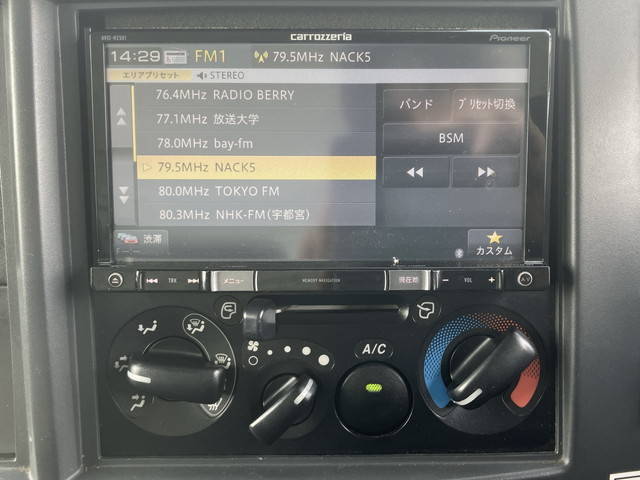 carrozzeria
Pioneer
14:29 FM1 79.5MHz NACK5
エリアプリセット STEREO
76.4MHz RADIO BERRY
77.1MHz 放送大学
78.0MHz bay-fm
79.5MHz NACK5
80.0MHz TOKYO FM
80.3MHz NHK-FM(宇都宮)
バンド プリセット切換
BSM
渋滞
カスタム
TRK メニュー MEMORY NAVIGATION 現在地 - VOL + AV
A/C